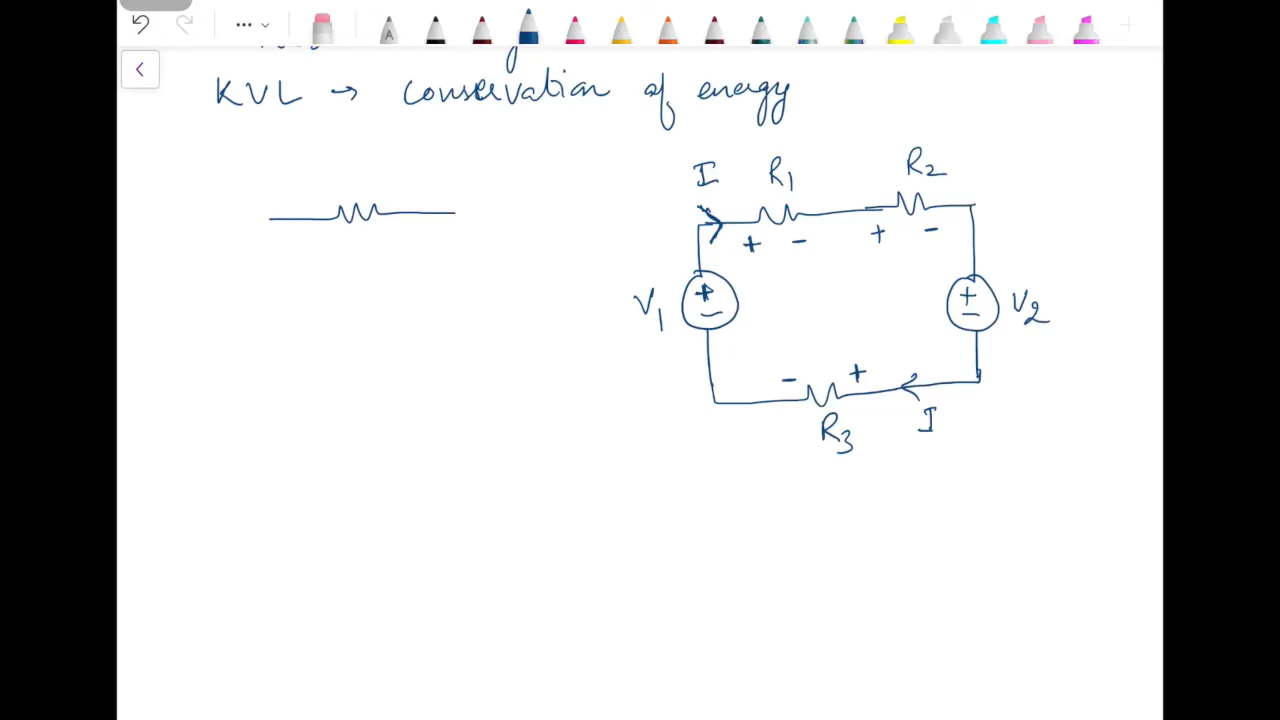 KVL → conservation of energy
I R1 R2
+ - + -
V1 + - + - V2
- +
R3 I